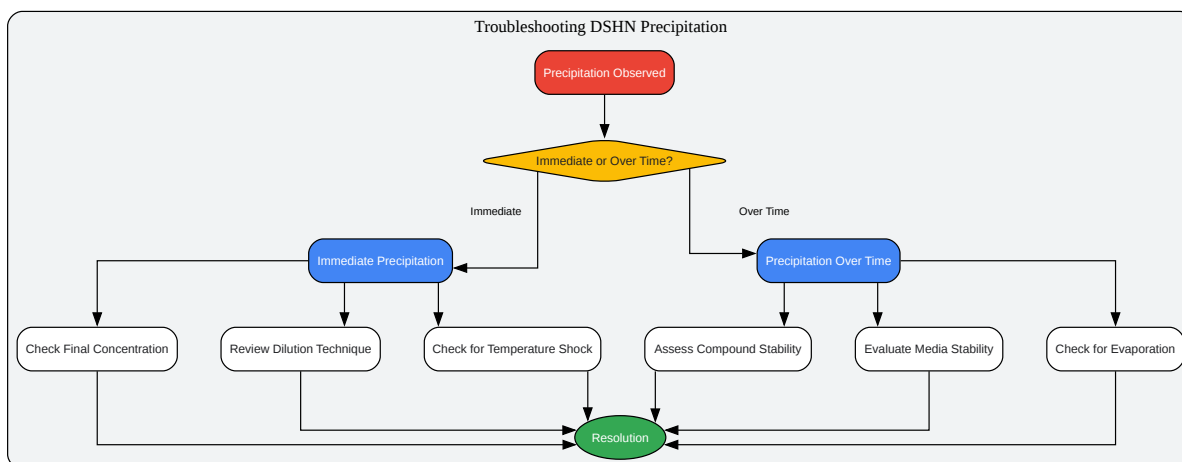 Troubleshooting DSHN Precipitation
Precipitation Observed
Immediate or Over Time?
Immediate
Over Time
Immediate Precipitation
Precipitation Over Time
Check Final Concentration
Review Dilution Technique
Check for Temperature Shock
Assess Compound Stability
Evaluate Media Stability
Check for Evaporation
Resolution